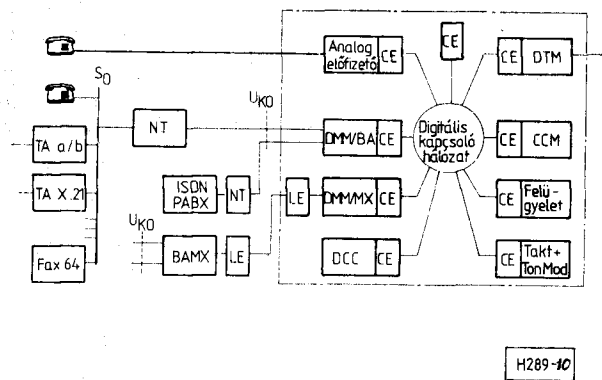 Analog
előfizető
CE
CE
CE
DTM
S0
UK0
NT
DMM/BA
CE
Digitális
kapcsoló
hálózat
CE
CCM
TA a/b
TA X.21
ISDN
PABX
NT
LE
DMM/MX
CE
CE
Felü-
gyelet
UK0
Fax 64
BAMX
LE
DCC
CE
CE
Takt+
TonMod
H289-10